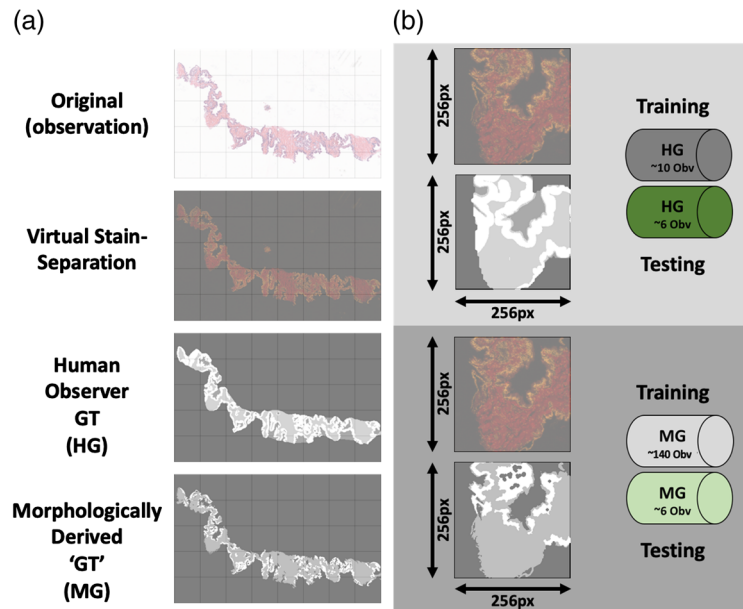 (a)
Original
(observation)
Virtual Stain-
Separation
Human
Observer
GT
(HG)
Morphologically
Derived
‘GT’
(MG)
(b)
256px
256px
256px
Training
HG
~10 Obv
HG
~6 Obv
Testing
256px
256px
256px
Training
MG
~140 Obv
MG
~6 Obv
Testing